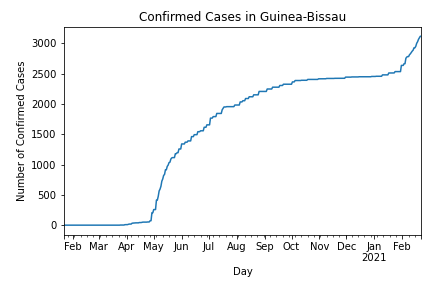 Confirmed Cases in Guinea-Bissau
Number of Confirmed Cases
3000
2500
2000
1500
1000
500
0
Feb Mar Apr May Jun Jul Aug Sep Oct Nov Dec Jan Feb
2021
Day